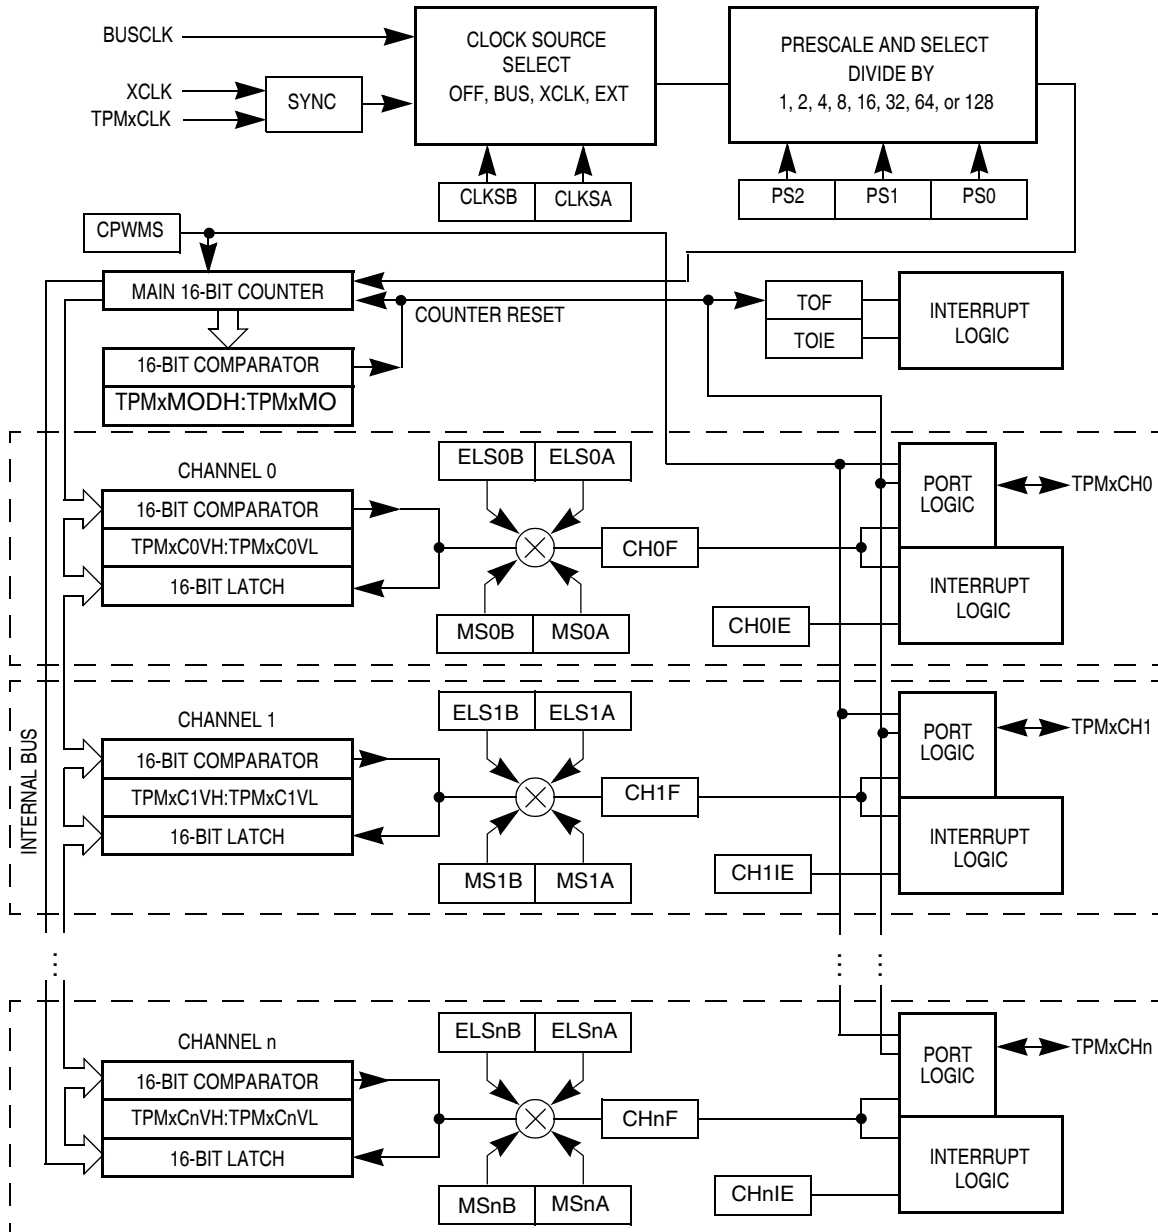 BUSCLK
XCLK
TPMxCLK
SYNC
CLOCK SOURCE
SELECT
OFF, BUS, XCLK, EXT
PRESCALE AND SELECT
DIVIDE BY
1, 2, 4, 8, 16, 32, 64, or 128
CLKSB
CLKSA
PS2
PS1
PS0
CPWMS
MAIN 16-BIT COUNTER
COUNTER RESET
TOF
TOIE
INTERRUPT
LOGIC
16-BIT COMPARATOR
TPMxMODH:TPMxMO
INTERNAL BUS
CHANNEL 0
16-BIT COMPARATOR
TPMxC0VH:TPMxC0VL
16-BIT LATCH
ELS0B
ELS0A
MS0B
MS0A
CH0F
CH0IE
PORT
LOGIC
INTERRUPT
LOGIC
TPMxCH0
CHANNEL 1
16-BIT COMPARATOR
TPMxC1VH:TPMxC1VL
16-BIT LATCH
ELS1B
ELS1A
MS1B
MS1A
CH1F
CH1IE
PORT
LOGIC
INTERRUPT
LOGIC
TPMxCH1
...
...
...
CHANNEL n
16-BIT COMPARATOR
TPMxCnVH:TPMxCnVL
16-BIT LATCH
ELSnB
ELSnA
MSnB
MSnA
CHnF
CHnIE
PORT
LOGIC
INTERRUPT
LOGIC
TPMxCHn